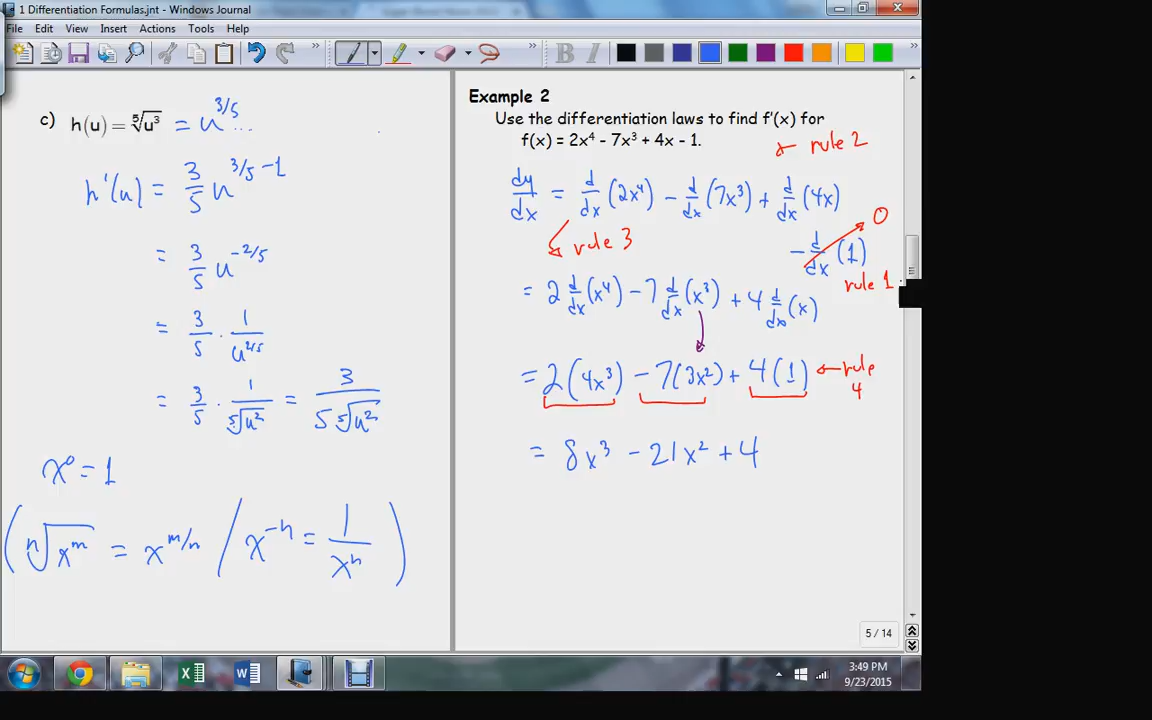 1 Differentiation Formulas.jnt - Windows Journal
File Edit View Insert Actions Tools Help
c) h(u) = ⁵√u³ = u^{3/5} ...
h'(u) = 3/5 u^{3/5 - 1}
= 3/5 u^{-2/5}
= 3/5 · 1/u^{2/5}
= 3/5 · 1/⁵√u² = 3/(5 ⁵√u²)
x⁰ = 1
( ⁿ√x^m = x^{m/n} / x^{-n} = 1/xⁿ )
Example 2
Use the differentiation laws to find f'(x) for
f(x) = 2x⁴ - 7x³ + 4x - 1.
rule 2
dy/dx = d/dx (2x⁴) - d/dx (7x³) + d/dx (4x)
- d/dx (1) 0
rule 3
rule 1
= 2 d/dx (x⁴) - 7 d/dx (x³) + 4 d/dx (x)
= 2(4x³) - 7(3x²) + 4(1) ← rule 4
= 8x³ - 21x² + 4
5 / 14
3:49 PM
9/23/2015